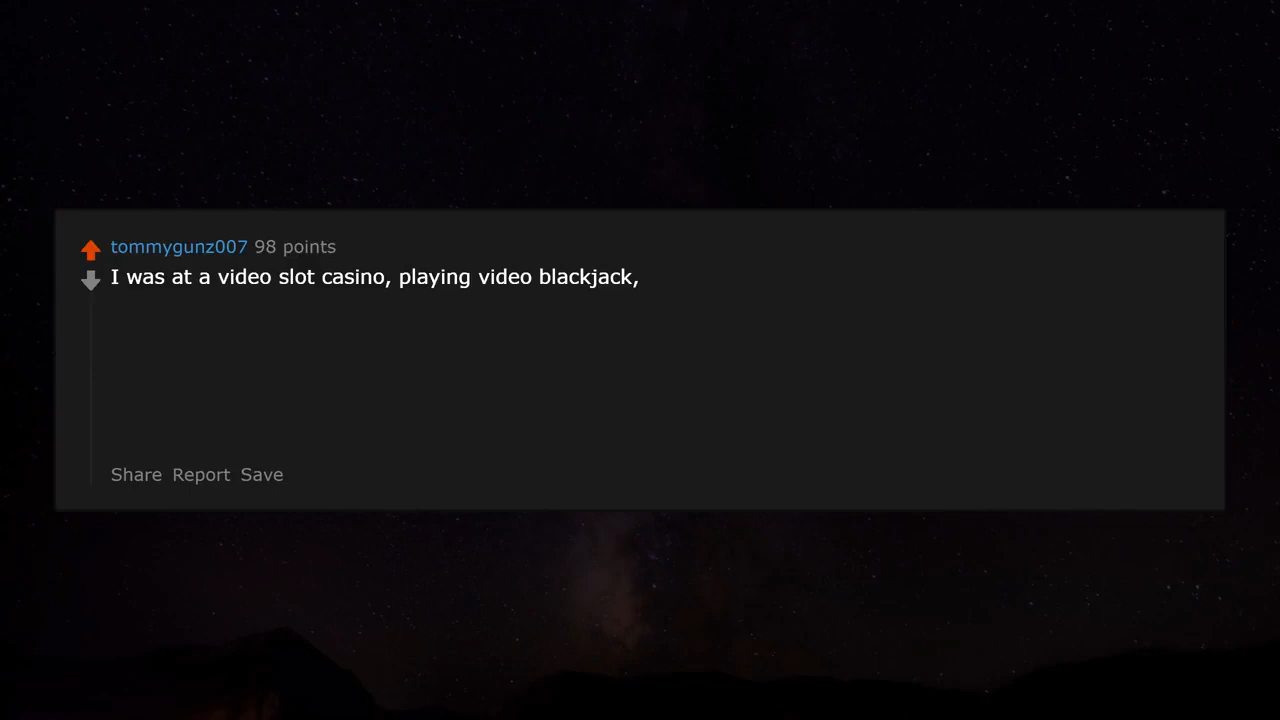 tommygunz007 98 points
I was at a video slot casino, playing video blackjack,
Share Report Save